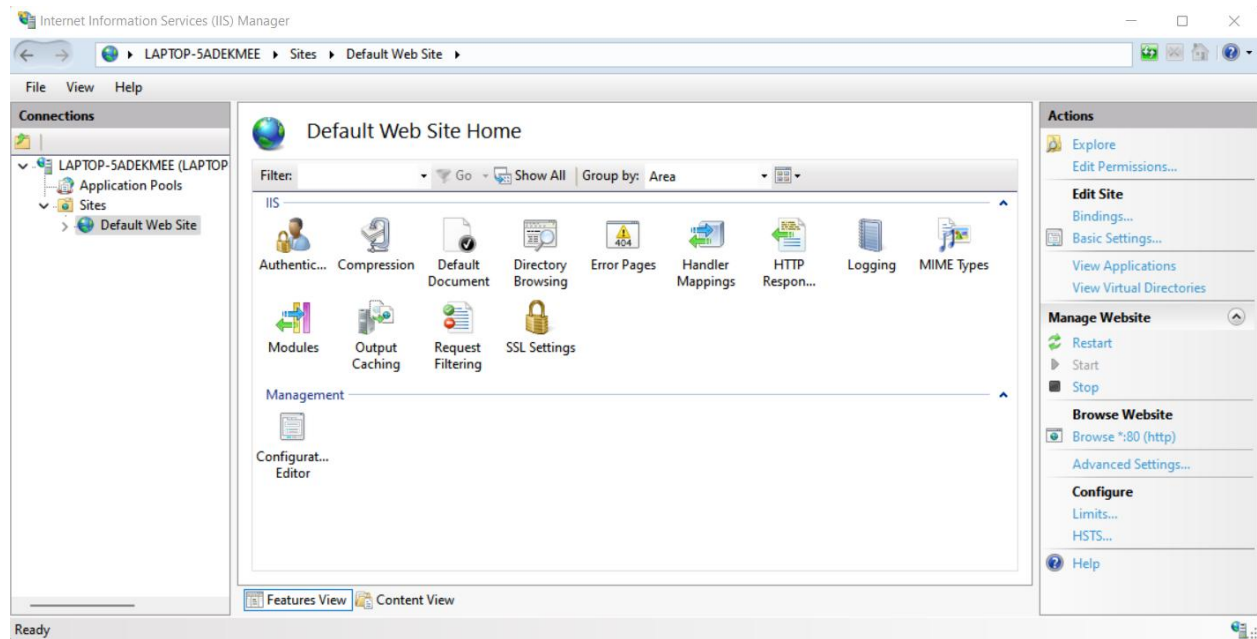 Internet Information Services (IIS) Manager
LAPTOP-5ADEKMEE Sites Default Web Site
File View Help
Connections
LAPTOP-5ADEKMEE (LAPTOP
Application Pools
Sites
Default Web Site
Default Web Site Home
Filter: Go Show All Group by: Area
IIS
Authentic... Compression Default Document Directory Browsing Error Pages Handler Mappings HTTP Respon... Logging MIME Types
404
Modules Output Caching Request Filtering SSL Settings
Management
Configurat... Editor
Features View Content View
Actions
Explore
Edit Permissions...
Edit Site
Bindings...
Basic Settings...
View Applications
View Virtual Directories
Manage Website
Restart
Start
Stop
Browse Website
Browse *:80 (http)
Advanced Settings...
Configure
Limits...
HSTS...
Help
Ready